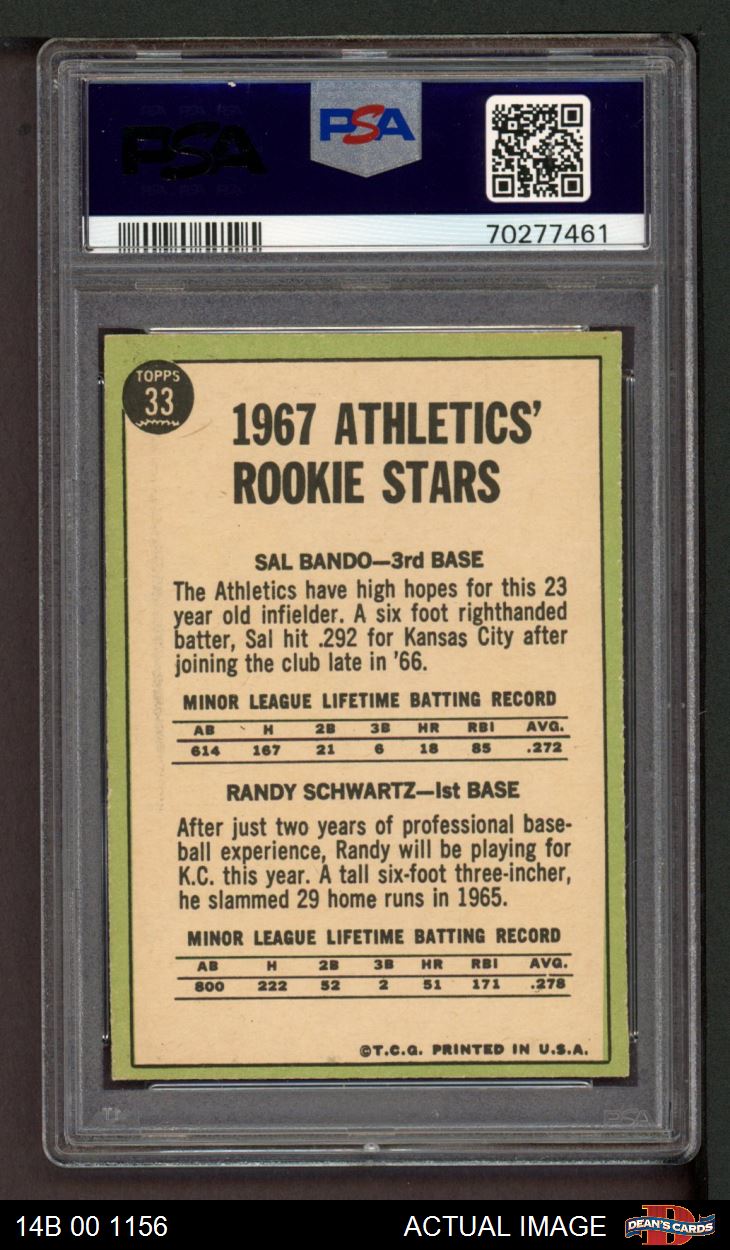 PSA
PSA
70277461
TOPPS
33
1967 ATHLETICS'
ROOKIE STARS
SAL BANDO—3rd BASE
The Athletics have high hopes for this 23
year old infielder. A six foot righthanded
batter, Sal hit .292 for Kansas City after
joining the club late in '66.
MINOR LEAGUE LIFETIME BATTING RECORD
AB H 2B 3B HR RBI AVG.
614 167 21 6 18 85 .272
RANDY SCHWARTZ—1st BASE
After just two years of professional base-
ball experience, Randy will be playing for
K.C. this year. A tall six-foot three-incher,
he slammed 29 home runs in 1965.
MINOR LEAGUE LIFETIME BATTING RECORD
AB H 2B 3B HR RBI AVG.
800 222 52 2 51 171 .278
©T.C.G. PRINTED IN U.S.A.
PSA
14B 00 1156
ACTUAL IMAGE
DEAN'S CARDS